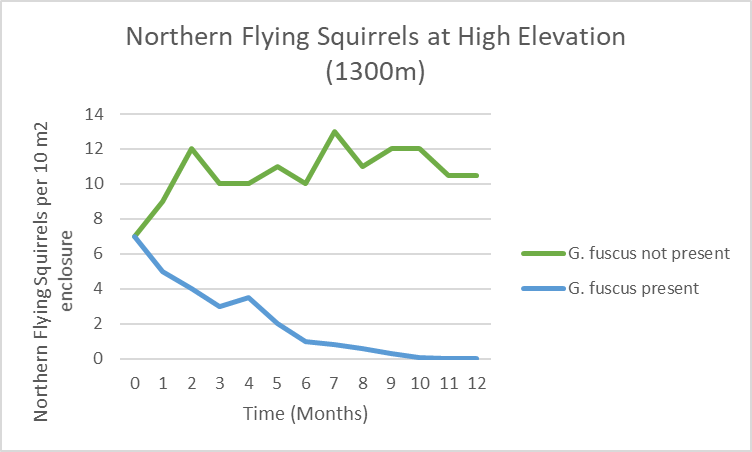 Northern Flying Squirrels at High Elevation
(1300m)
Northern Flying Squirrels per 10 m2
enclosure
14
12
10
8
6
4
2
0
0 1 2 3 4 5 6 7 8 9 10 11 12
Time (Months)
G. fuscus not present
G. fuscus present